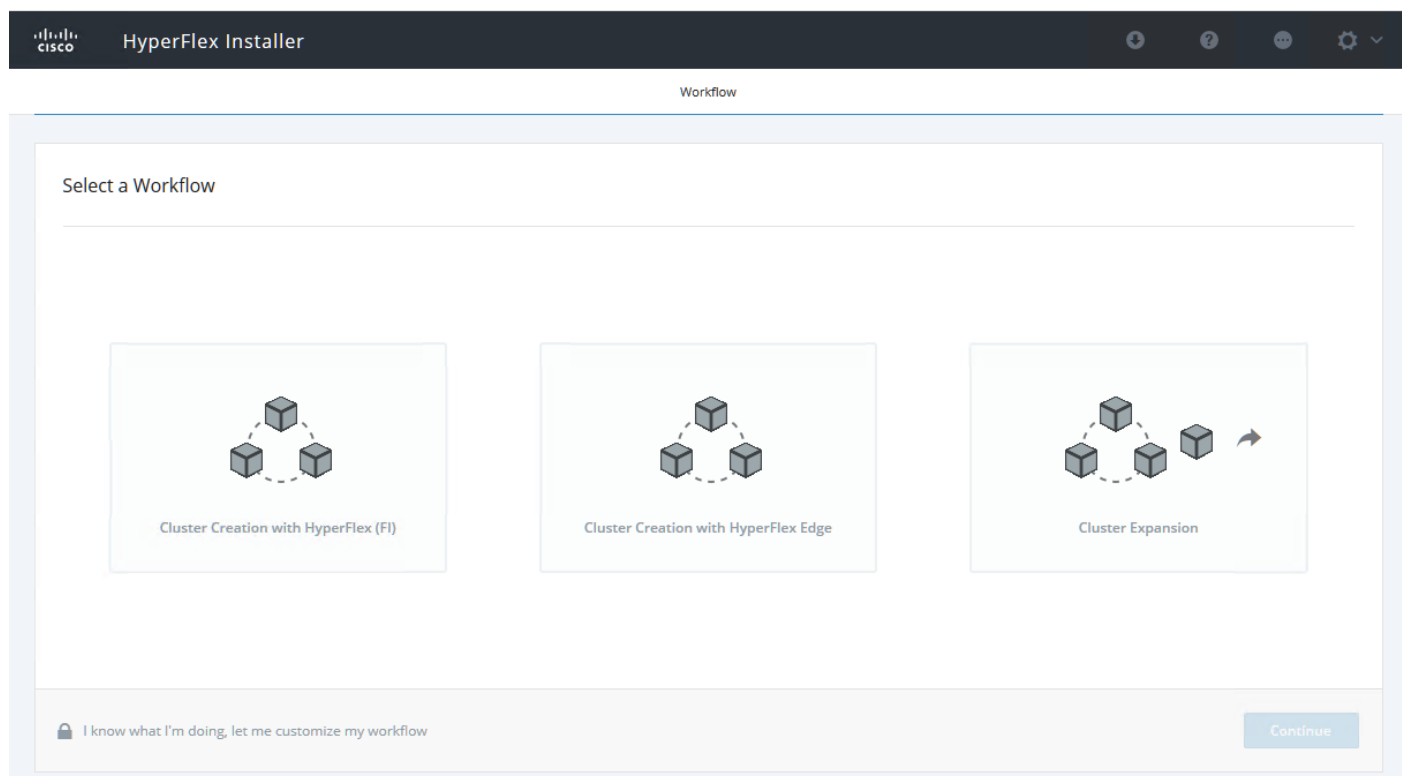 cisco HyperFlex Installer
Workflow
Select a Workflow
Cluster Creation with HyperFlex (FI)
Cluster Creation with HyperFlex Edge
Cluster Expansion
I know what I'm doing, let me customize my workflow
Continue